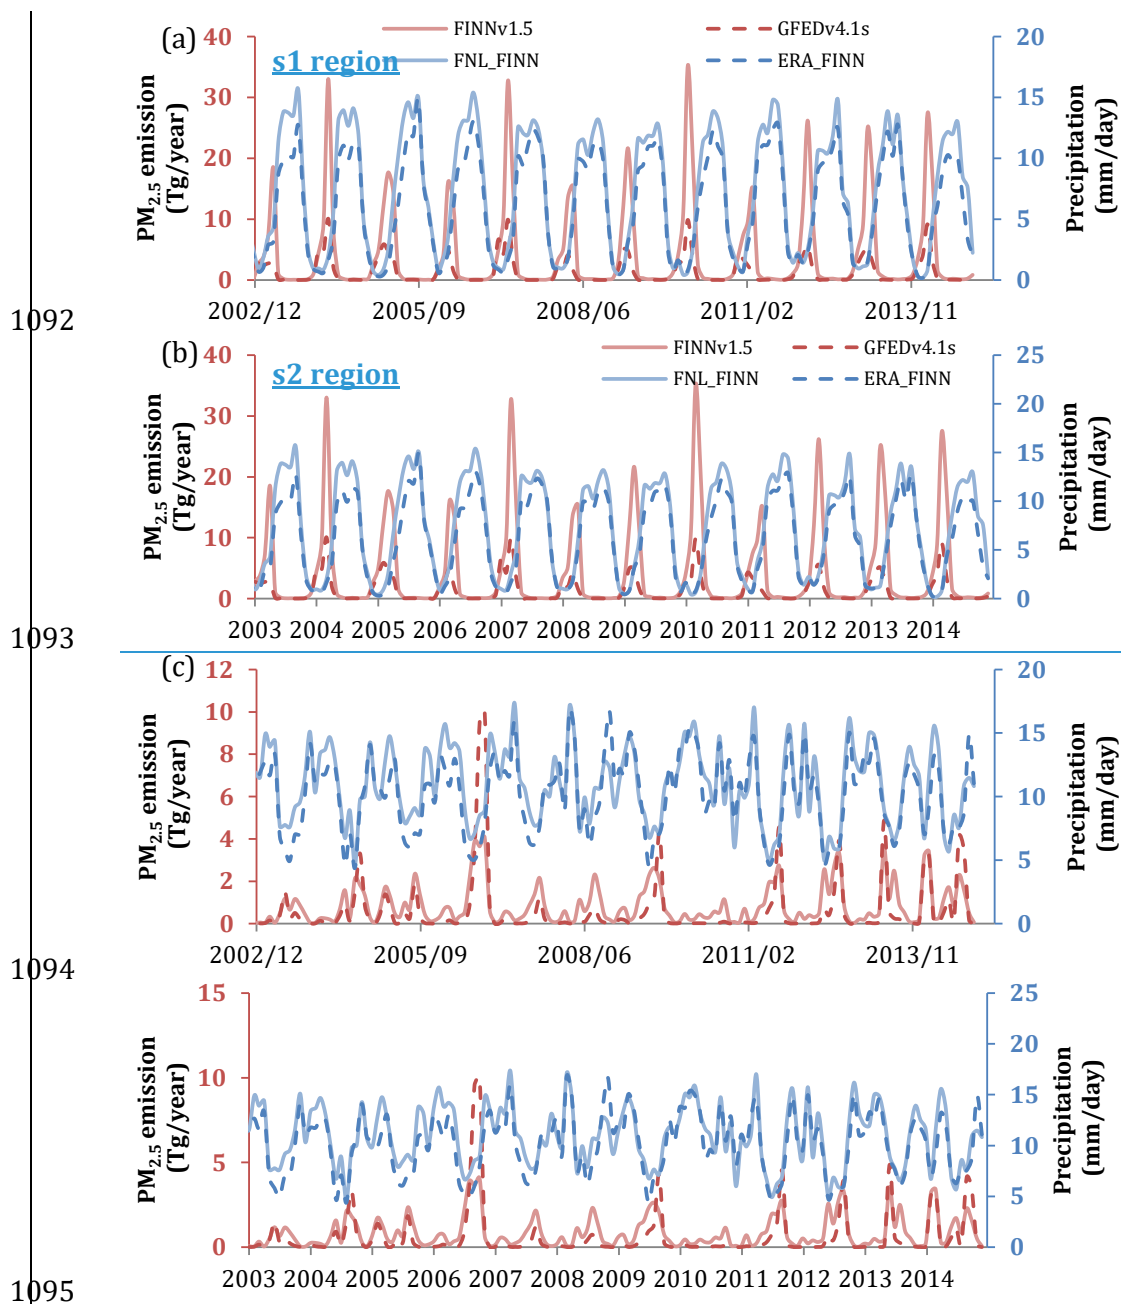 (a)
FINNv1.5
GFEDv4.1s
FNL_FINN
ERA_FINN
s1 region
PM2.5 emission
(Tg/year)
40
30
20
10
0
20
15
10
5
0
Precipitation
(mm/day)
2002/12 2005/09 2008/06 2011/02 2013/11
1092
(b)
FINNv1.5
GFEDv4.1s
FNL_FINN
ERA_FINN
s2 region
PM2.5 emission
(Tg/year)
40
30
20
10
0
25
20
15
10
5
0
Precipitation
(mm/day)
2003 2004 2005 2006 2007 2008 2009 2010 2011 2012 2013 2014
1093
(c)
PM2.5 emission
(Tg/year)
12
10
8
6
4
2
0
20
15
10
5
0
Precipitation
(mm/day)
2002/12 2005/09 2008/06 2011/02 2013/11
1094
PM2.5 emission
(Tg/year)
15
10
5
0
25
20
15
10
5
0
Precipitation
(mm/day)
2003 2004 2005 2006 2007 2008 2009 2010 2011 2012 2013 2014
1095